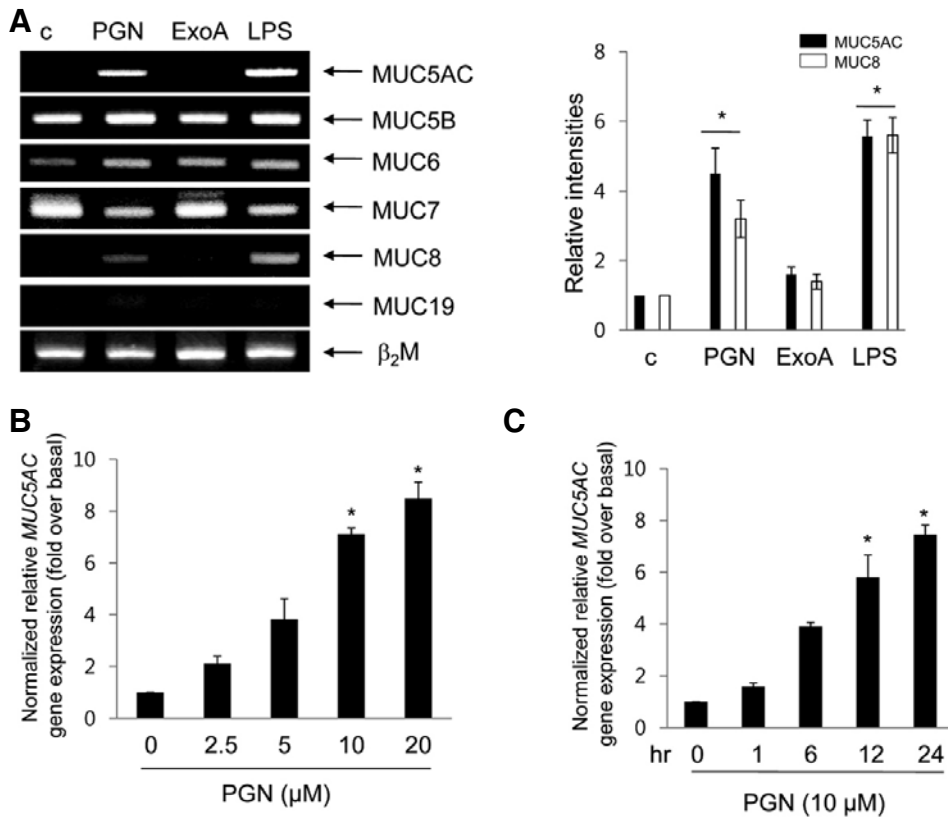 A
c PGN ExoA LPS
MUC5AC
MUC5B
MUC6
MUC7
MUC8
MUC19
β₂M
MUC5AC
MUC8
Relative intensities
8
6
4
2
0
*
*
c PGN ExoA LPS
B
Normalized relative MUC5AC
gene expression (fold over basal)
10
8
6
4
2
0
*
*
0 2.5 5 10 20
PGN (μM)
C
Normalized relative MUC5AC
gene expression (fold over basal)
10
8
6
4
2
0
*
*
hr 0 1 6 12 24
PGN (10 μM)